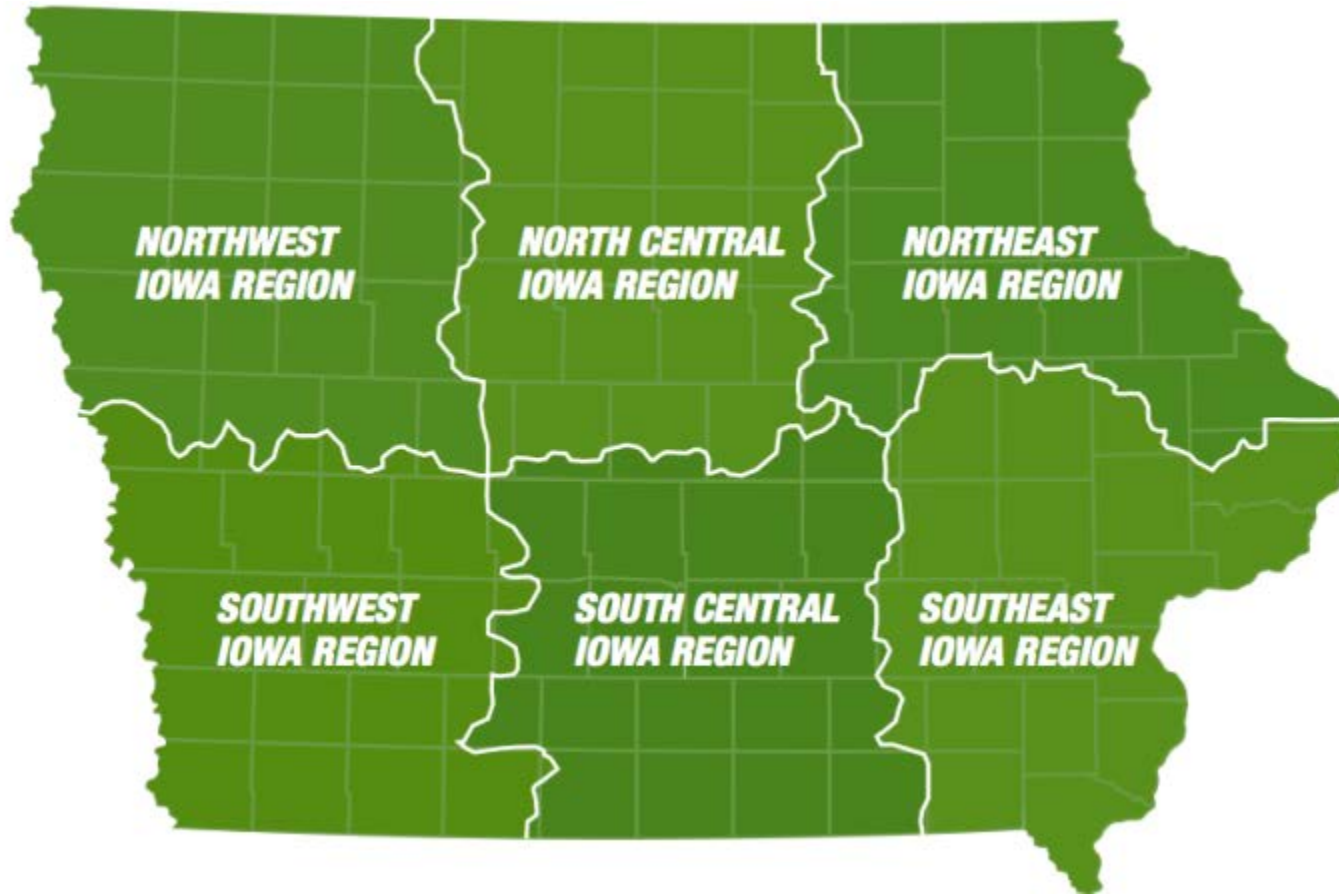 NORTHWEST
IOWA REGION
NORTH CENTRAL
IOWA REGION
NORTHEAST
IOWA REGION
SOUTHWEST
IOWA REGION
SOUTH CENTRAL
IOWA REGION
SOUTHEAST
IOWA REGION